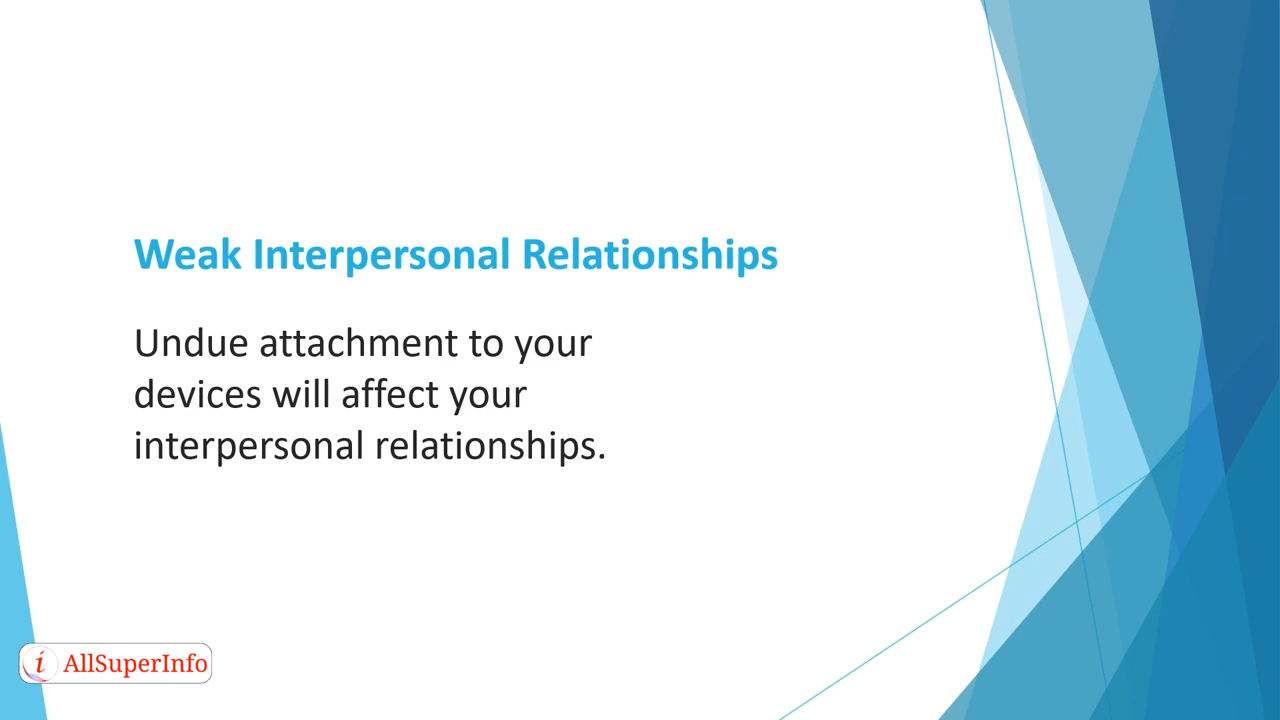 Weak Interpersonal Relationships
Undue attachment to your
devices will affect your
interpersonal relationships.
i AllSuperInfo